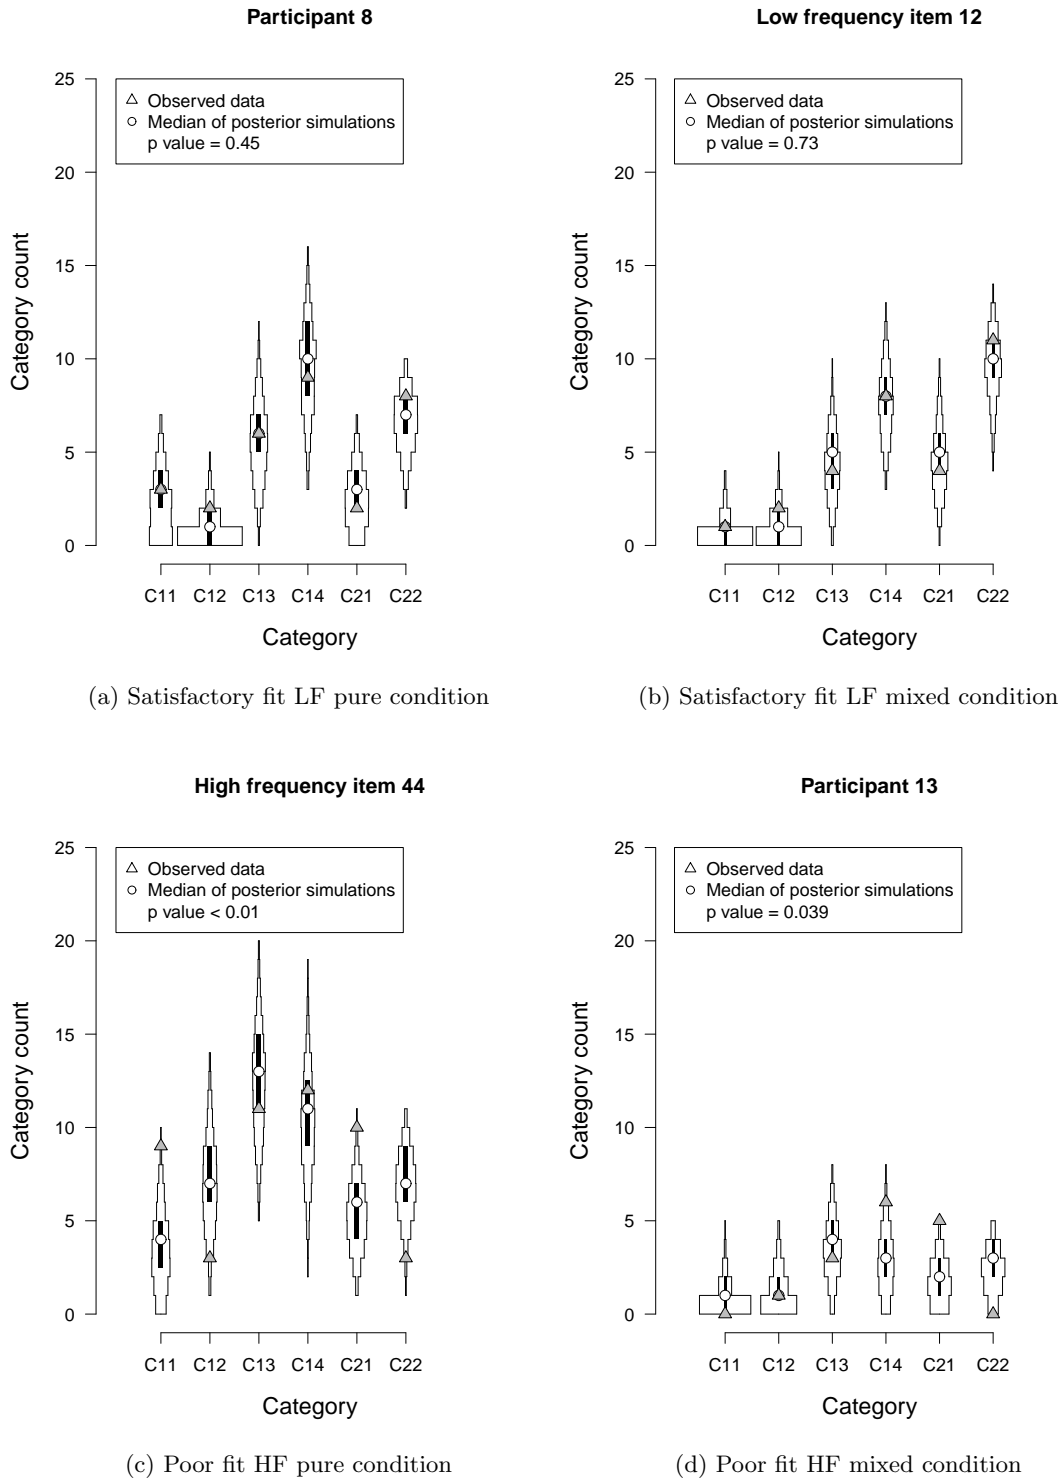 Participant 8
25
20
15
10
5
0
Category count
Observed data
Median of posterior simulations
p value = 0.45
C11 C12 C13 C14 C21 C22
Category
(a) Satisfactory fit LF pure condition
Low frequency item 12
25
20
15
10
5
0
Category count
Observed data
Median of posterior simulations
p value = 0.73
C11 C12 C13 C14 C21 C22
Category
(b) Satisfactory fit LF mixed condition
High frequency item 44
25
20
15
10
5
0
Category count
Observed data
Median of posterior simulations
p value < 0.01
C11 C12 C13 C14 C21 C22
Category
(c) Poor fit HF pure condition
Participant 13
25
20
15
10
5
0
Category count
Observed data
Median of posterior simulations
p value = 0.039
C11 C12 C13 C14 C21 C22
Category
(d) Poor fit HF mixed condition